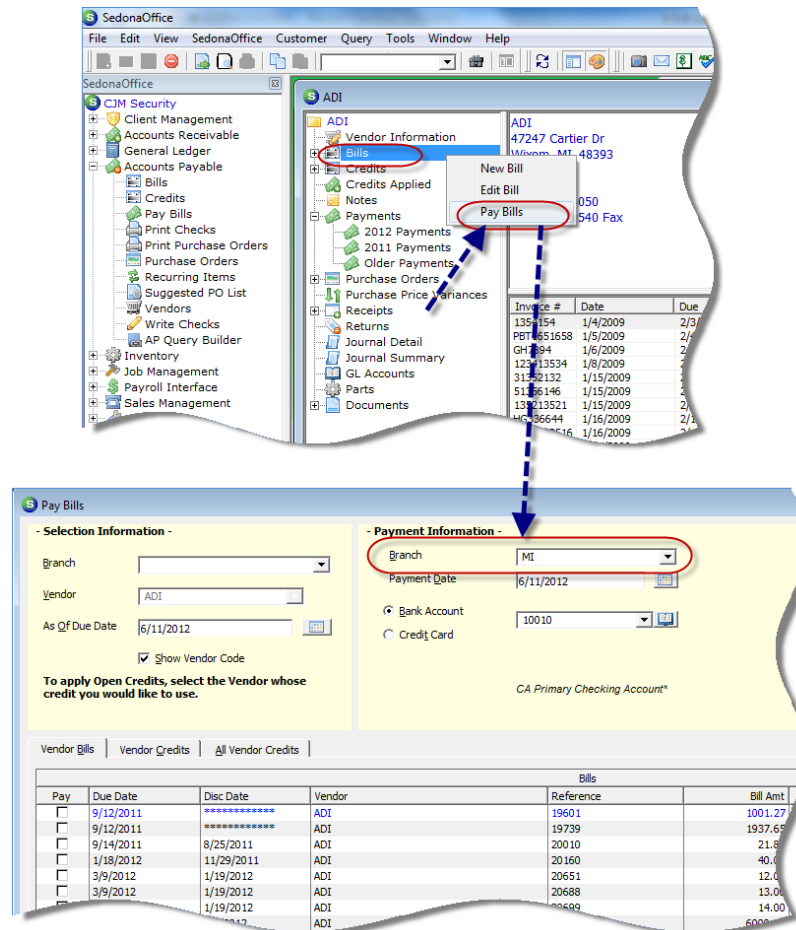 SedonaOffice
File Edit View SedonaOffice Customer Query Tools Window Help
SedonaOffice
CJM Security
Client Management
Accounts Receivable
General Ledger
Accounts Payable
Bills
Credits
Pay Bills
Print Checks
Print Purchase Orders
Purchase Orders
Recurring Items
Suggested PO List
Vendors
Write Checks
AP Query Builder
Inventory
Job Management
Payroll Interface
Sales Management
ADI
ADI
Vendor Information
Bills
Credits
Credits Applied
Notes
Payments
2012 Payments
2011 Payments
Older Payments
Purchase Orders
Purchase Price Variances
Receipts
Returns
Journal Detail
Journal Summary
GL Accounts
Parts
Documents
ADI
47247 Cartier Dr
Wixom, MI 48393
050
540 Fax
New Bill
Edit Bill
Pay Bills
Invoice # Date Due
1354154 1/4/2009 2/3/
1/5/2009
1/6/2009
1/8/2009
1/15/2009
1/15/2009
135213521 1/15/2009
1/16/2009
1/16/2009
Pay Bills
- Selection Information -
Branch
Vendor ADI
As Of Due Date 6/11/2012
Show Vendor Code
To apply Open Credits, select the Vendor whose
credit you would like to use.
- Payment Information -
Branch MI
Payment Date 6/11/2012
Bank Account 10010
Credit Card
CA Primary Checking Account*
Vendor Bills Vendor Credits All Vendor Credits
Bills
Pay Due Date Disc Date Vendor Reference Bill Amt
9/12/2011 ************ ADI 19601 1001.27
9/12/2011 ************ ADI 19739 1937.65
9/14/2011 8/25/2011 ADI 20010 21.8
1/18/2012 11/29/2011 ADI 20160 40.0
3/9/2012 1/19/2012 ADI 20651 12.0
3/9/2012 1/19/2012 ADI 20688 13.00
1/19/2012 ADI 14.00
ADI